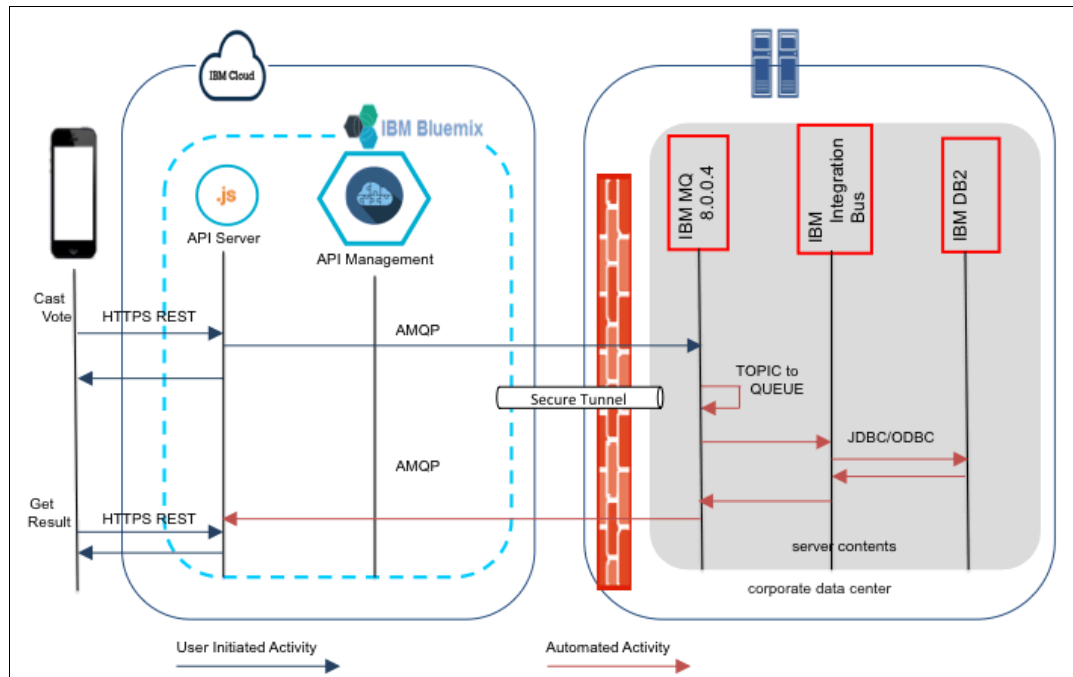 IBM Cloud
IBM Bluemix
.js
API Server
API Management
IBM MQ
8.0.0.4
IBM
Integration
Bus
IBM DB2
Cast
Vote
HTTPS REST
AMQP
TOPIC to
QUEUE
Secure Tunnel
JDBC/ODBC
AMQP
Get
Result
HTTPS REST
server contents
corporate data center
User Initiated Activity
Automated Activity